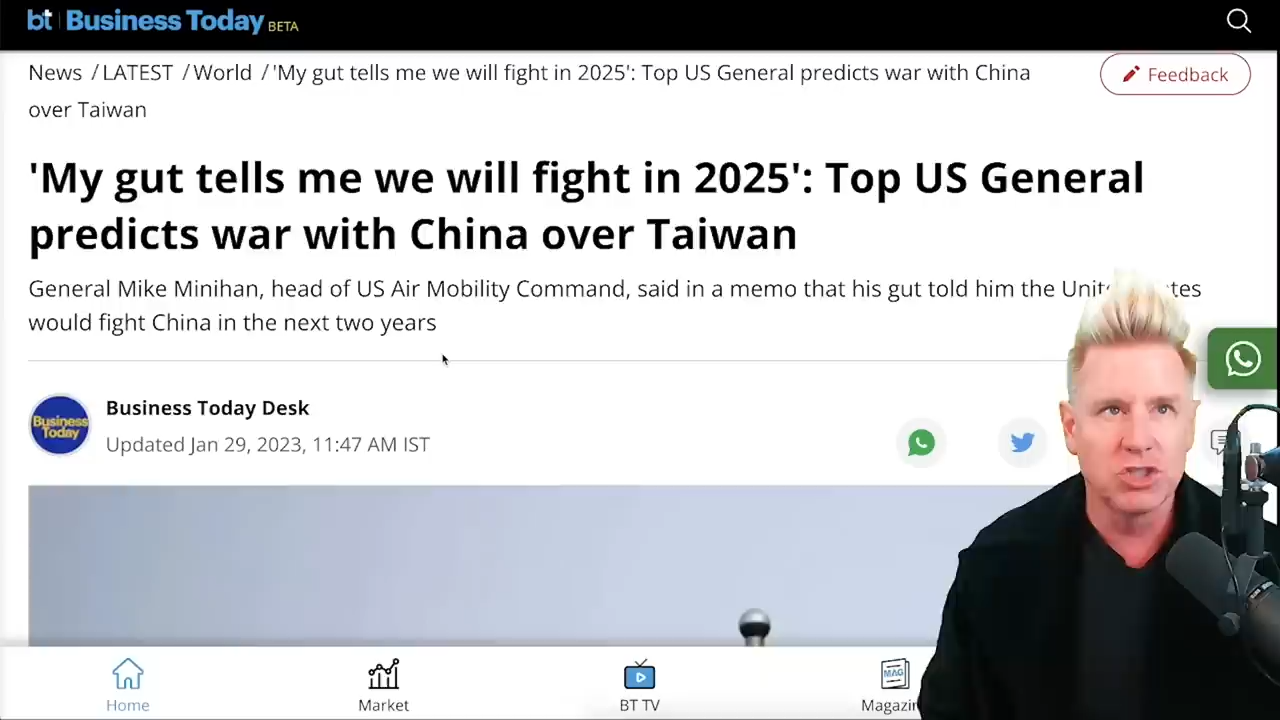 bt Business Today BETA
News / LATEST / World / 'My gut tells me we will fight in 2025': Top US General predicts war with China
over Taiwan
Feedback
'My gut tells me we will fight in 2025': Top US General
predicts war with China over Taiwan
General Mike Minihan, head of US Air Mobility Command, said in a memo that his gut told him the
would fight China in the next two years
Business Today
Business Today Desk
Updated Jan 29, 2023, 11:47 AM IST
Home
Market
BT TV
MAG